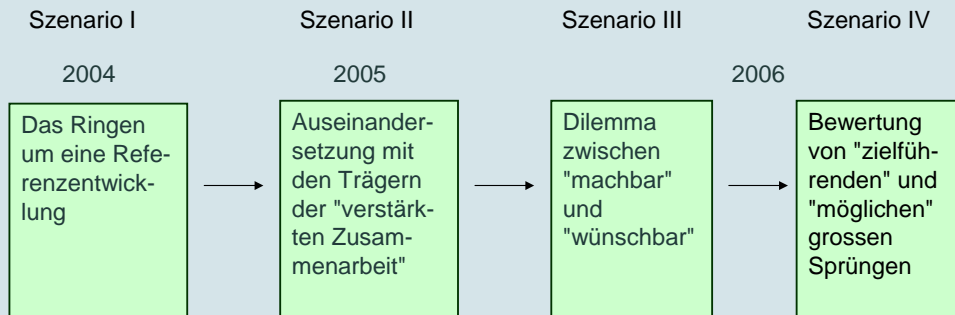 Szenario I
Szenario II
Szenario III
Szenario IV
2004
2005
2006
Das Ringen
um eine Refe-
renzentwick-
lung
Auseinander-
setzung mit
den Trägern
der "verstärk-
ten Zusam-
menarbeit"
Dilemma
zwischen
"machbar"
und
"wünschbar"
Bewertung
von "zielfüh-
renden" und
"möglichen"
grossen
Sprüngen